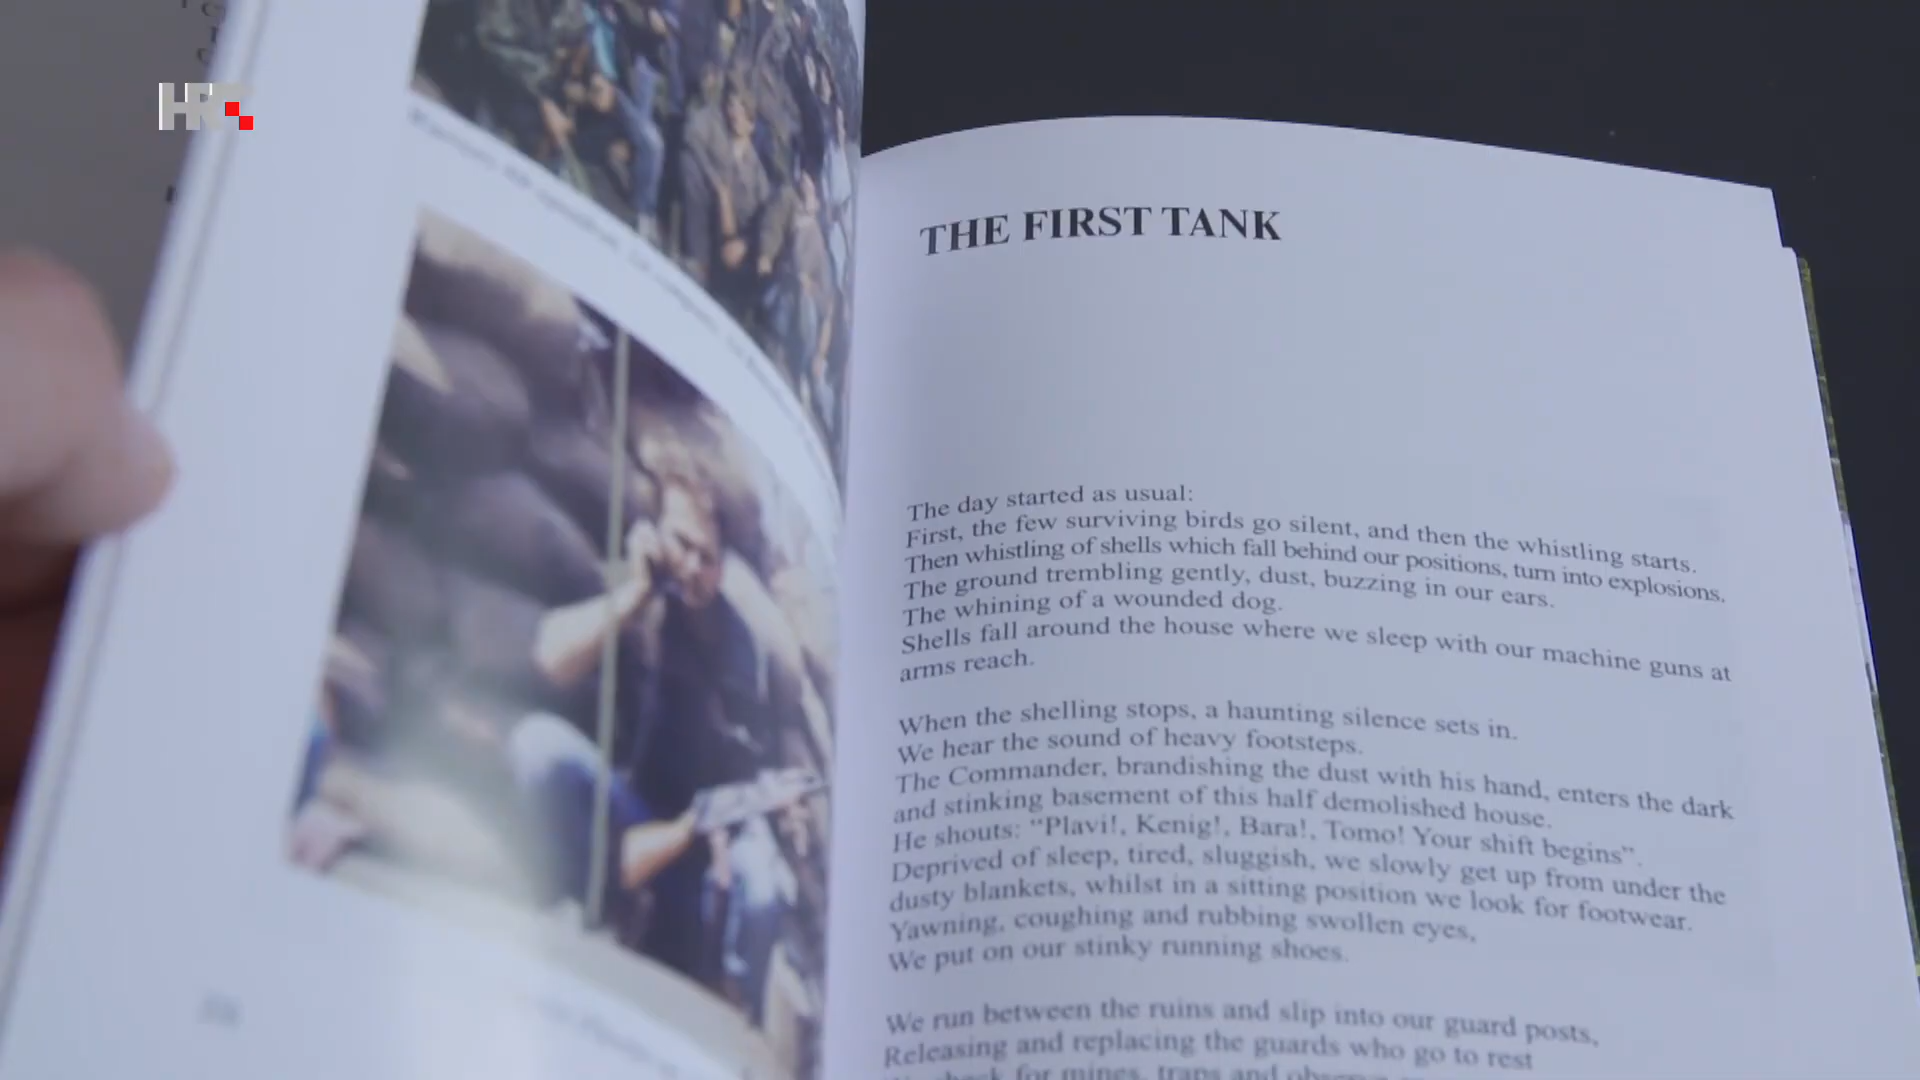 HRT
THE FIRST TANK
The day started as usual:
First, the few surviving birds go silent, and then the whistling starts.
Then whistling of shells which fall behind our positions, turn into explosions.
The ground trembling gently, dust, buzzing in our ears.
The whining of a wounded dog.
Shells fall around the house where we sleep with our machine guns at
arms reach.
When the shelling stops, a haunting silence sets in.
We hear the sound of heavy footsteps.
The Commander, brandishing the dust with his hand, enters the dark
and stinking basement of this half demolished house.
He shouts: “Plavi!, Kenig!, Bara!, Tomo! Your shift begins”.
Deprived of sleep, tired, sluggish, we slowly get up from under the
dusty blankets, whilst in a sitting position we look for footwear.
Yawning, coughing and rubbing swollen eyes,
We put on our stinky running shoes.
We run between the ruins and slip into our guard posts,
Releasing and replacing the guards who go to rest
for mines, traps and